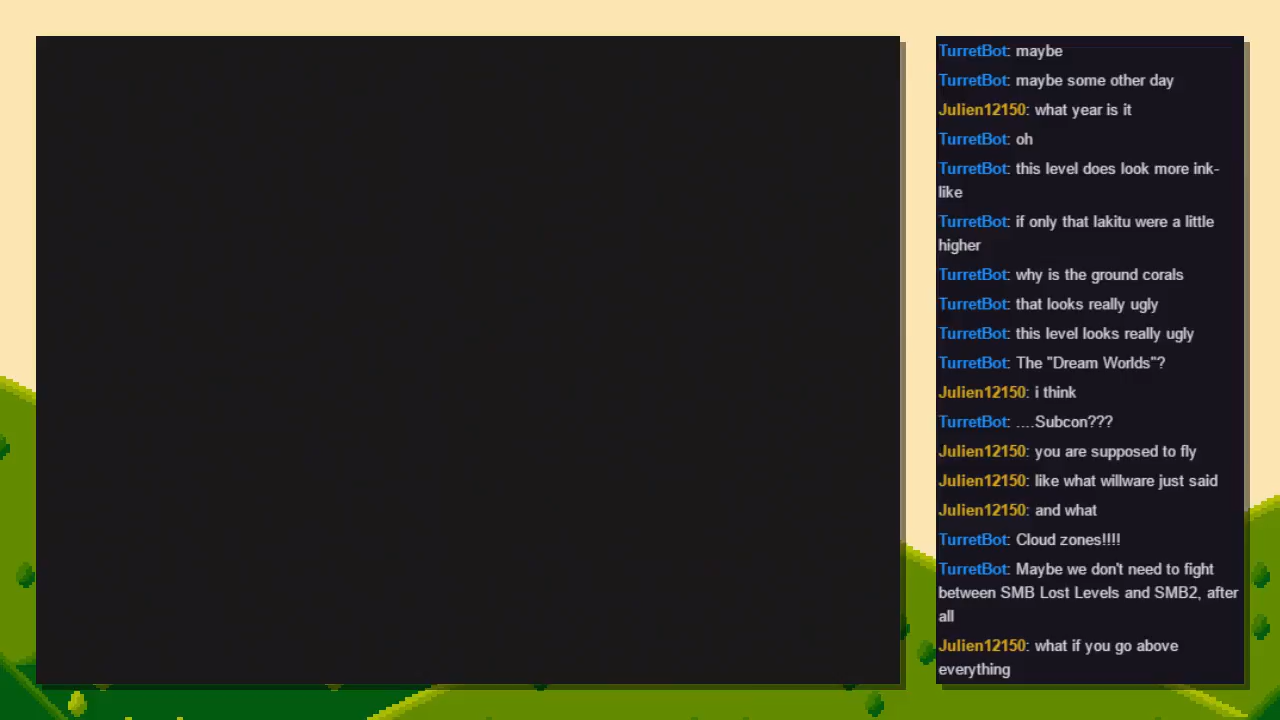 TurretBot: maybe
TurretBot: maybe some other day
Julien12150: what year is it
TurretBot: oh
TurretBot: this level does look more ink-
like
TurretBot: if only that lakitu were a little
higher
TurretBot: why is the ground corals
TurretBot: that looks really ugly
TurretBot: this level looks really ugly
TurretBot: The "Dream Worlds"?
Julien12150: i think
TurretBot: ....Subcon???
Julien12150: you are supposed to fly
Julien12150: like what willware just said
Julien12150: and what
TurretBot: Cloud zones!!!!
TurretBot: Maybe we don't need to fight
between SMB Lost Levels and SMB2, after
all
Julien12150: what if you go above
everything